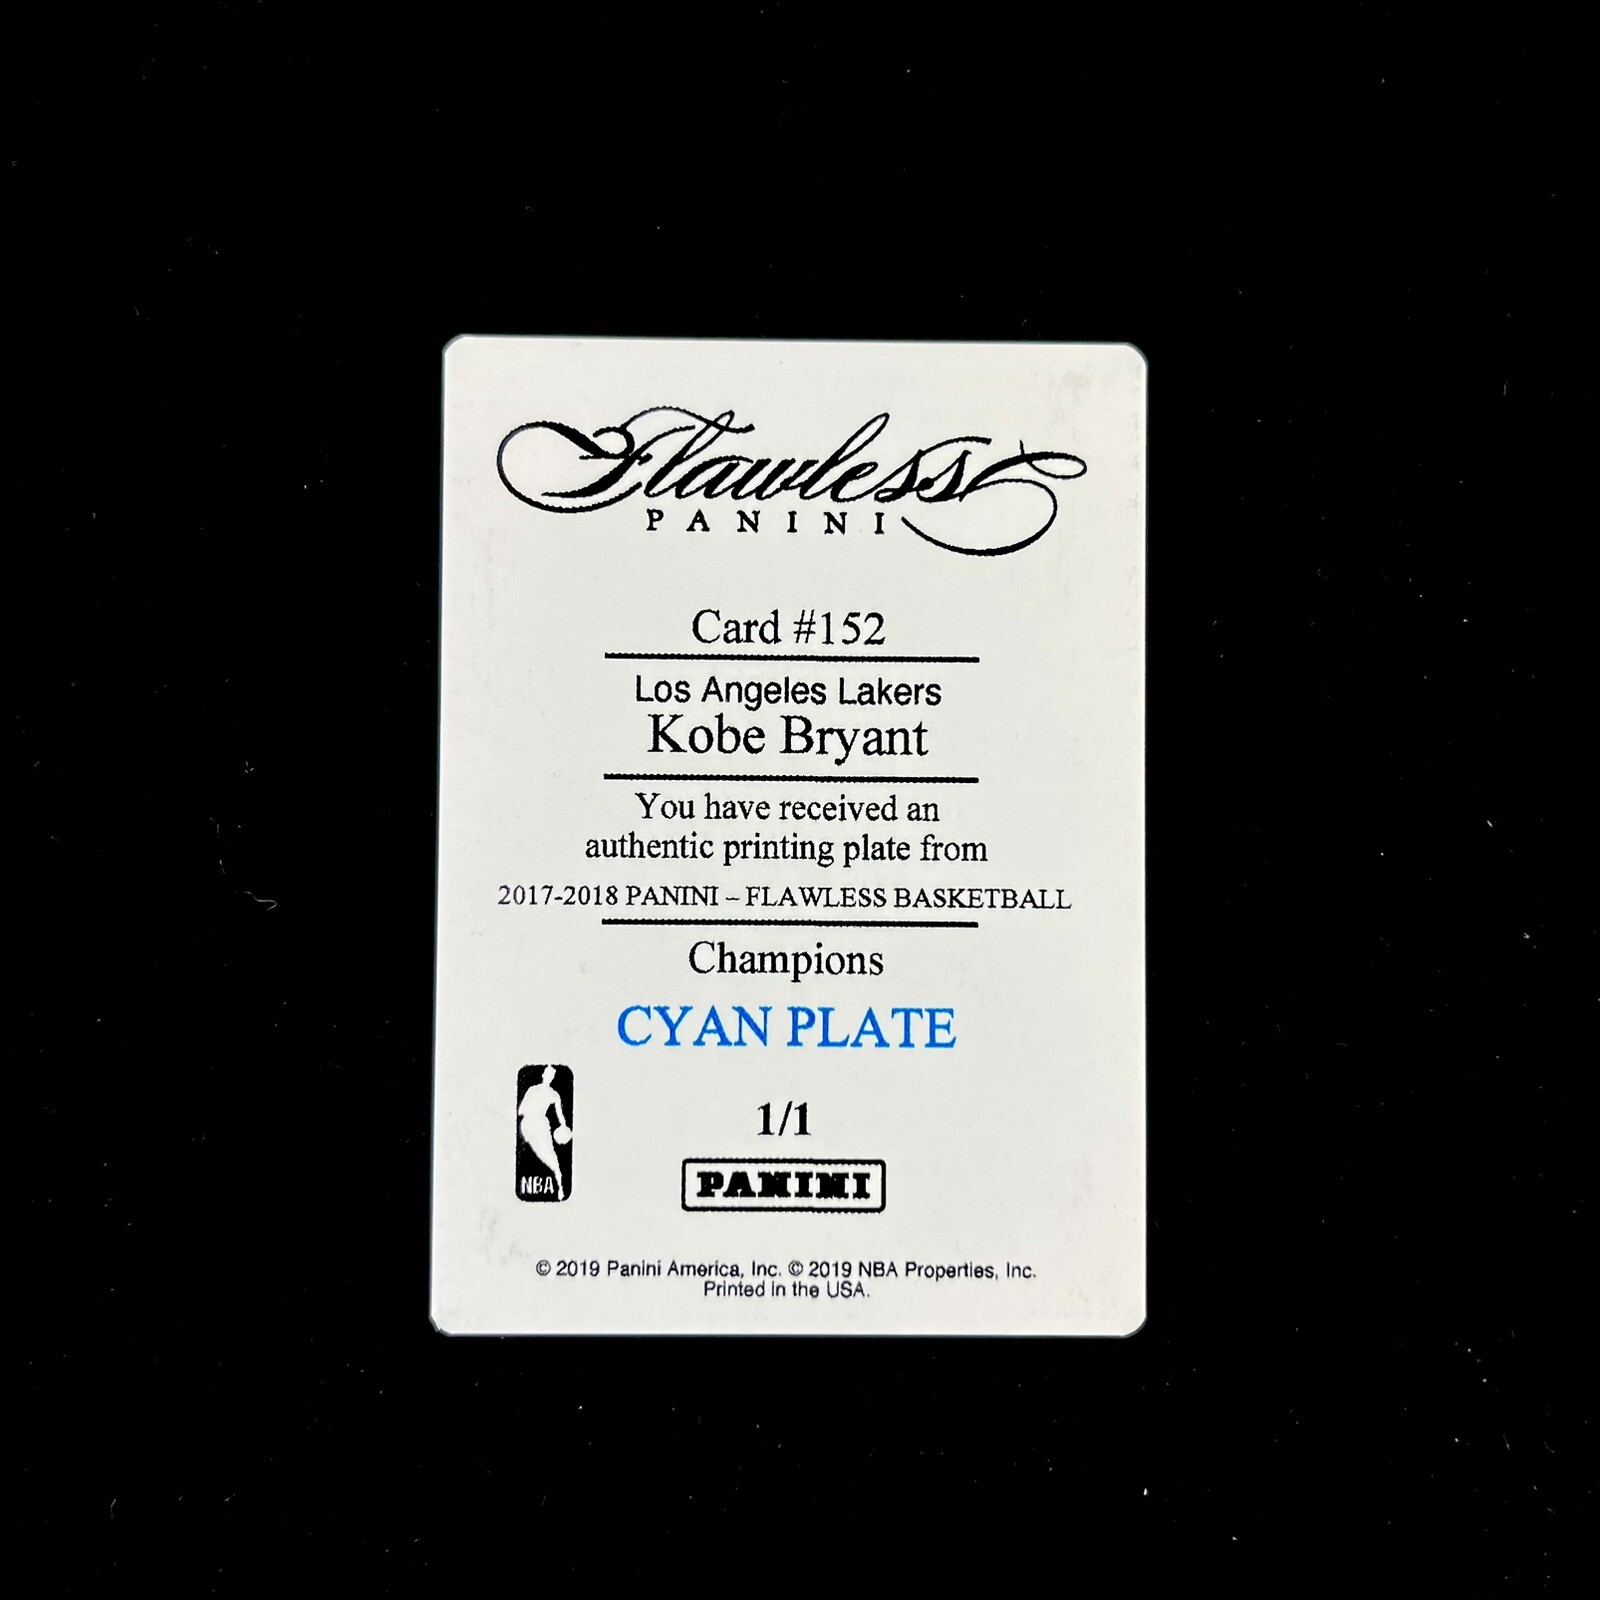 Flawless
PANINI
Card #152
Los Angeles Lakers
Kobe Bryant
You have received an
authentic printing plate from
2017-2018 PANINI – FLAWLESS BASKETBALL
Champions
CYAN PLATE
1/1
NBA
PANINI
© 2019 Panini America, Inc. © 2019 NBA Properties, Inc.
Printed in the USA.